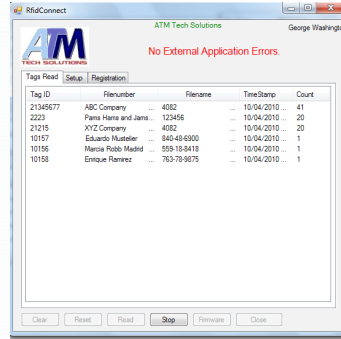 RfidConnect
ATM Tech Solutions
George Washingto
ATM
TECH SOLUTIONS
No External Application Errors.
Tags Read Setup Registration
Tag ID Filenumber Filename TimeStamp Count
21345677 ABC Company ... 4082 ... 10/04/2010 ... 41
2223 Pams Hams and Jams... 123456 ... 10/04/2010 ... 20
21215 XYZ Company ... 4082 ... 10/04/2010 ... 20
10157 Eduardo Mustelier ... 840-48-6900 ... 10/04/2010 ... 1
10156 Marcia Robb Madrid ... 559-18-8418 ... 10/04/2010 ... 1
10158 Enrique Ramirez ... 763-78-9875 ... 10/04/2010 ... 1
Clear Reset Read Stop Firmware Close